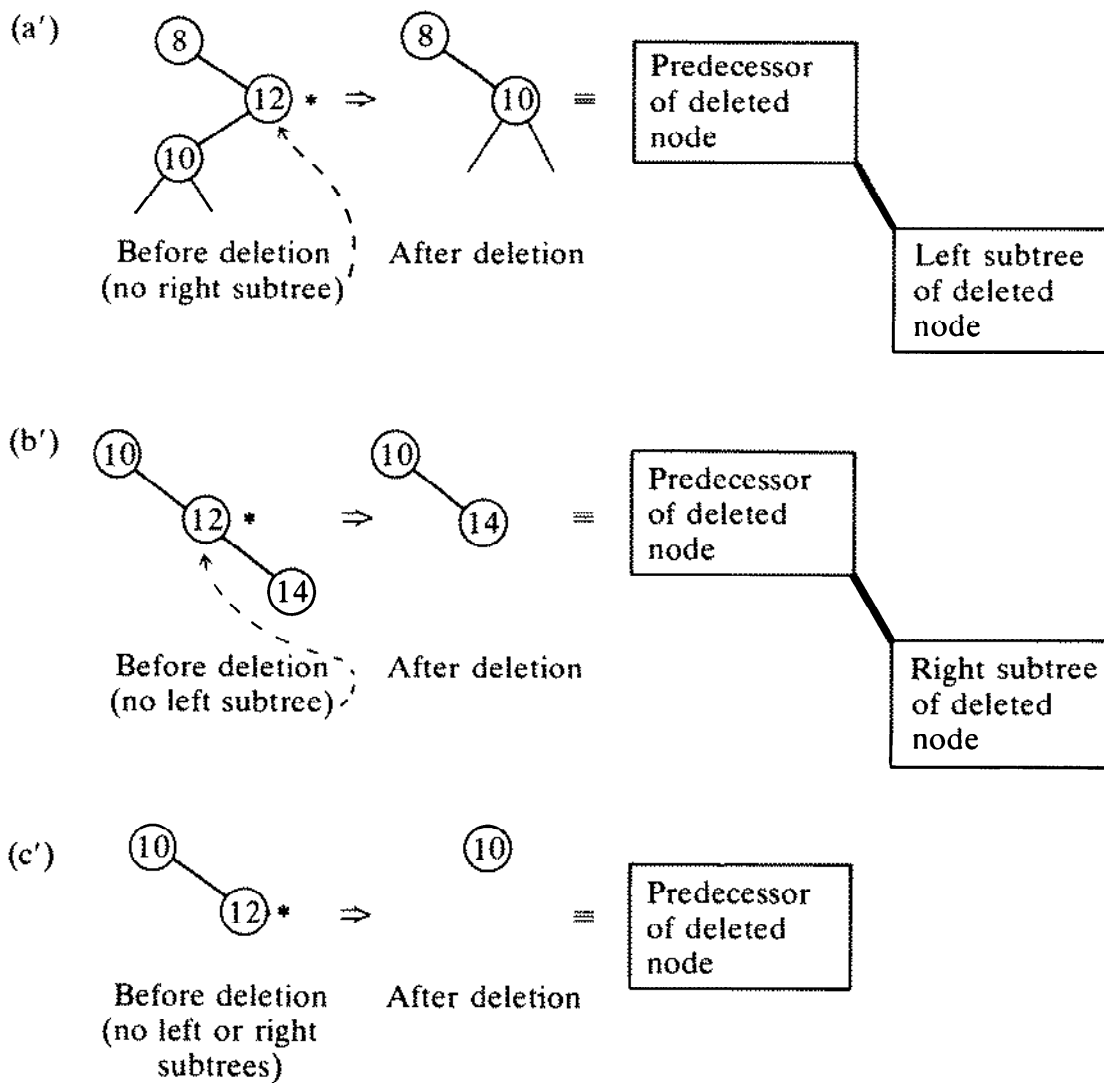 (a′)
8
12 *
10
⇒
8
10
≡
Predecessor
of deleted
node
Before deletion
(no right subtree)
After deletion
Left subtree
of deleted
node
(b′)
10
12 *
14
⇒
10
14
≡
Predecessor
of deleted
node
Before deletion
(no left subtree)
After deletion
Right subtree
of deleted
node
(c′)
10
12 *
⇒
10
≡
Predecessor
of deleted
node
Before deletion
(no left or right
subtrees)
After deletion